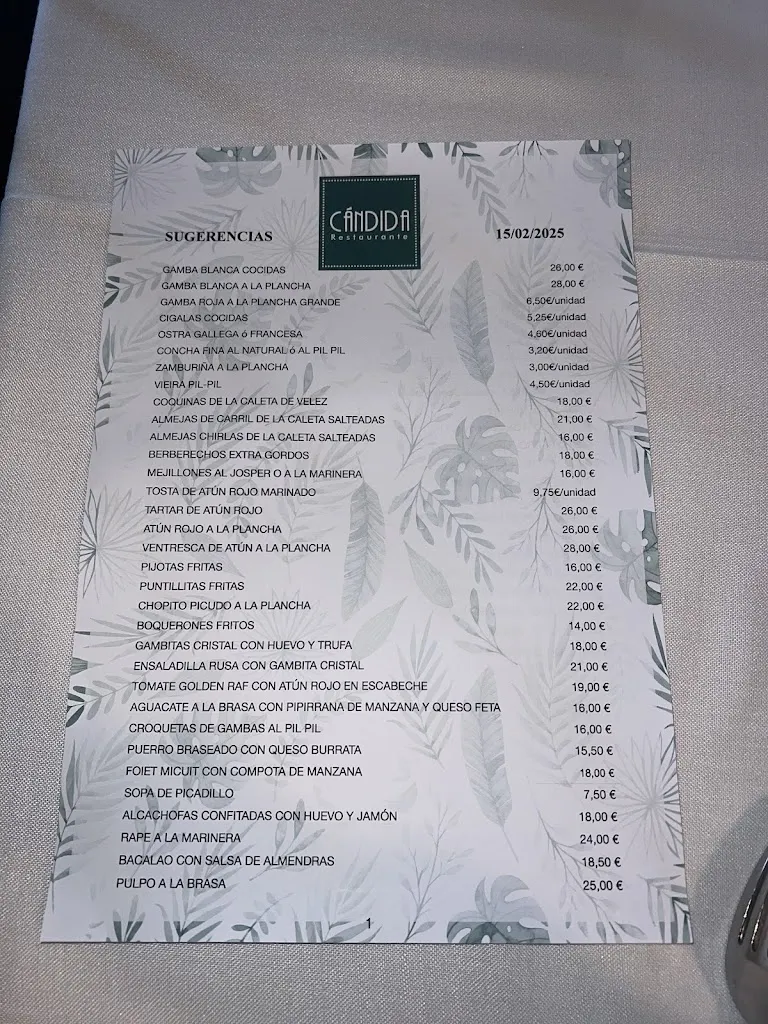 CÁNDIDA
Restaurante
SUGERENCIAS 15/02/2025
GAMBA BLANCA COCIDAS 26,00 €
GAMBA BLANCA A LA PLANCHA 28,00 €
GAMBA ROJA A LA PLANCHA GRANDE 6,50€/unidad
CIGALAS COCIDAS 5,25€/unidad
OSTRA GALLEGA ó FRANCESA 4,90€/unidad
CONCHA FINA AL NATURAL ó AL PIL PIL 3,20€/unidad
ZAMBURIÑA A LA PLANCHA 3,00€/unidad
VIEIRA PIL-PIL 4,50€/unidad
COQUINAS DE LA CALETA DE VELEZ 18,00 €
ALMEJAS DE CARRIL DE LA CALETA SALTEADAS 21,00 €
ALMEJAS CHIRLAS DE LA CALETA SALTEADAS 16,00 €
BERBERECHOS EXTRA GORDOS 18,00 €
MEJILLONES AL JOSPER O A LA MARINERA 16,00 €
TOSTA DE ATÚN ROJO MARINADO 9,75€/unidad
TARTAR DE ATÚN ROJO 26,00 €
ATÚN ROJO A LA PLANCHA 26,00 €
VENTRESCA DE ATÚN A LA PLANCHA 28,00 €
PIJOTAS FRITAS 16,00 €
PUNTILLITAS FRITAS 22,00 €
CHOPITO PICUDO A LA PLANCHA 22,00 €
BOQUERONES FRITOS 14,00 €
GAMBITAS CRISTAL CON HUEVO Y TRUFA 18,00 €
ENSALADILLA RUSA CON GAMBITA CRISTAL 21,00 €
TOMATE GOLDEN RAF CON ATÚN ROJO EN ESCABECHE 19,00 €
AGUACATE A LA BRASA CON PIPIRRANA DE MANZANA Y QUESO FETA 16,00 €
CROQUETAS DE GAMBAS AL PIL PIL 16,00 €
PUERRO BRASEADO CON QUESO BURRATA 15,50 €
FOIET MICUIT CON COMPOTA DE MANZANA 18,00 €
SOPA DE PICADILLO 7,50 €
ALCACHOFAS CONFITADAS CON HUEVO Y JAMÓN 18,00 €
RAPE A LA MARINERA 24,00 €
BACALAO CON SALSA DE ALMENDRAS 18,50 €
PULPO A LA BRASA 25,00 €
1